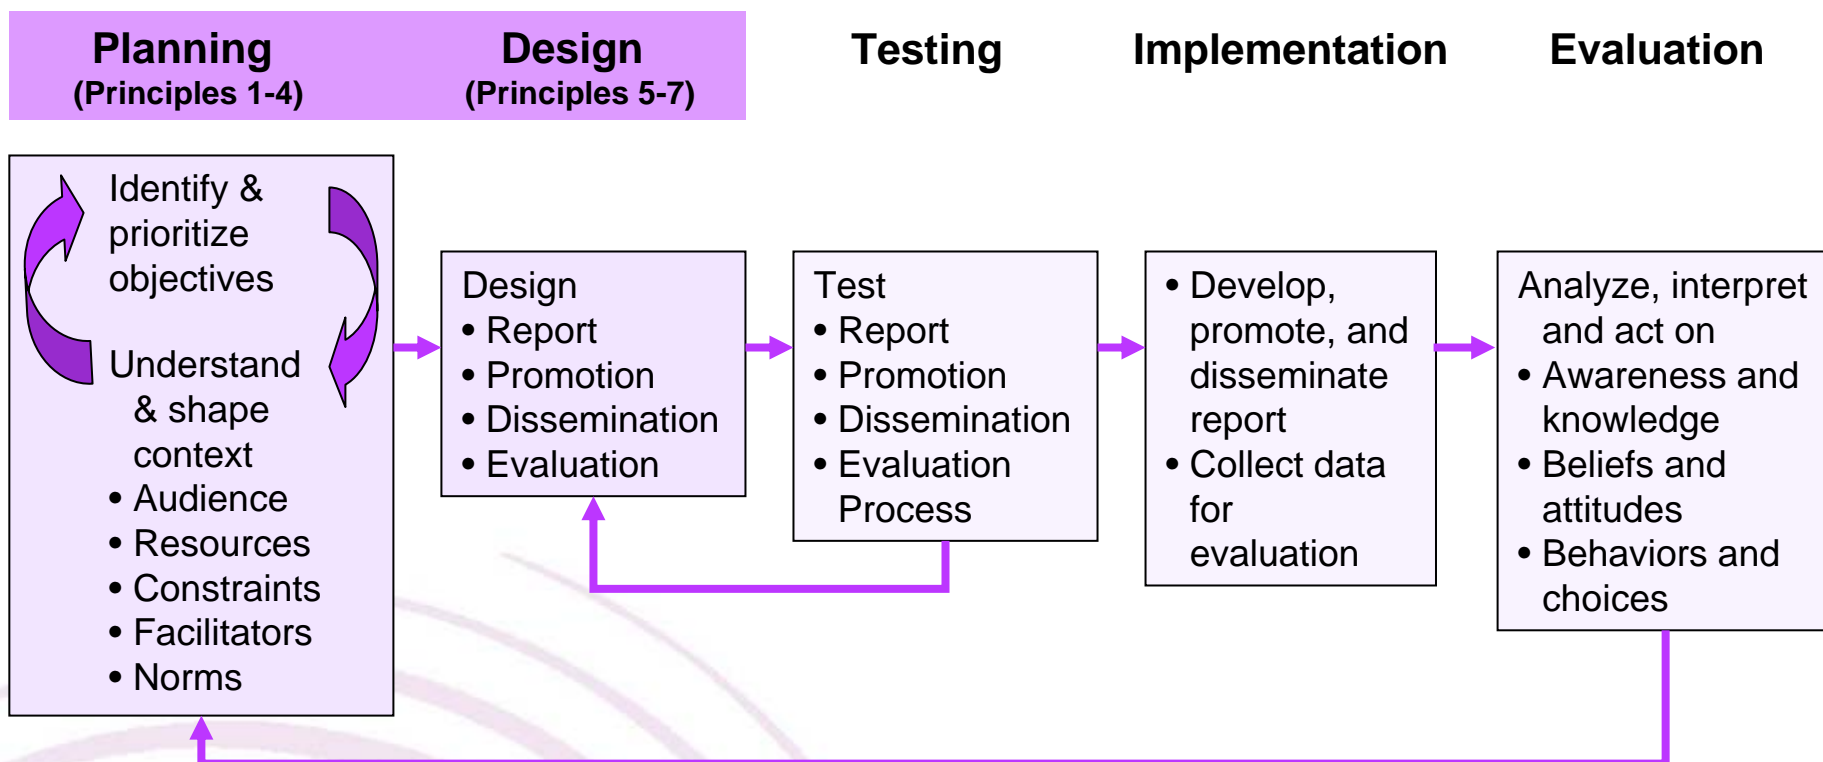 Planning
(Principles 1-4)
Design
(Principles 5-7)
Testing
Implementation
Evaluation
Identify &
prioritize
objectives
Understand
& shape
context
• Audience
• Resources
• Constraints
• Facilitators
• Norms
Design
• Report
• Promotion
• Dissemination
• Evaluation
Test
• Report
• Promotion
• Dissemination
• Evaluation
Process
• Develop,
promote, and
disseminate
report
• Collect data
for
evaluation
Analyze, interpret
and act on
• Awareness and
knowledge
• Beliefs and
attitudes
• Behaviors and
choices